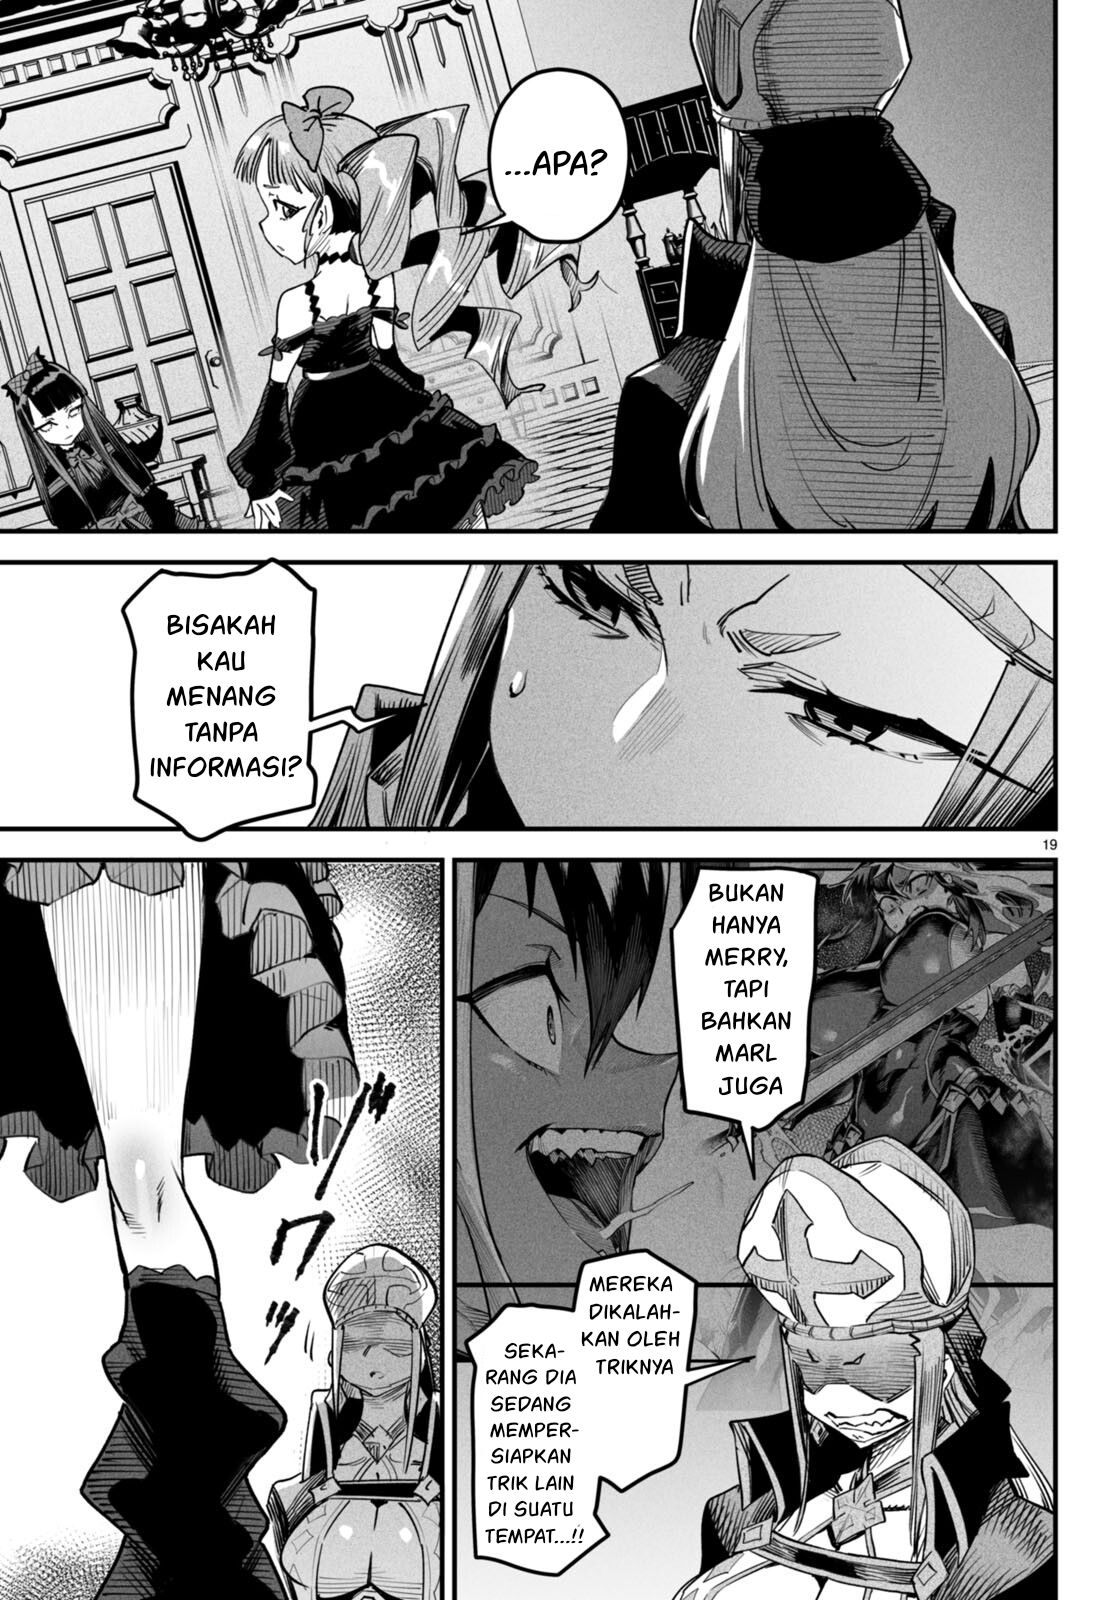 ...APA?
BISAKAH
KAU
MENANG
TANPA
INFORMASI?
19
BUKAN
HANYA
MERRY,
TAPI
BAHKAN
MARL
JUGA
MEREKA
DIKALAH-
KAN OLEH
TRIKNYA
SEKA-
RANG DIA
SEDANG
MEMPER-
SIAPKAN
TRIK LAIN
DI SUATU
TEMPAT...!!